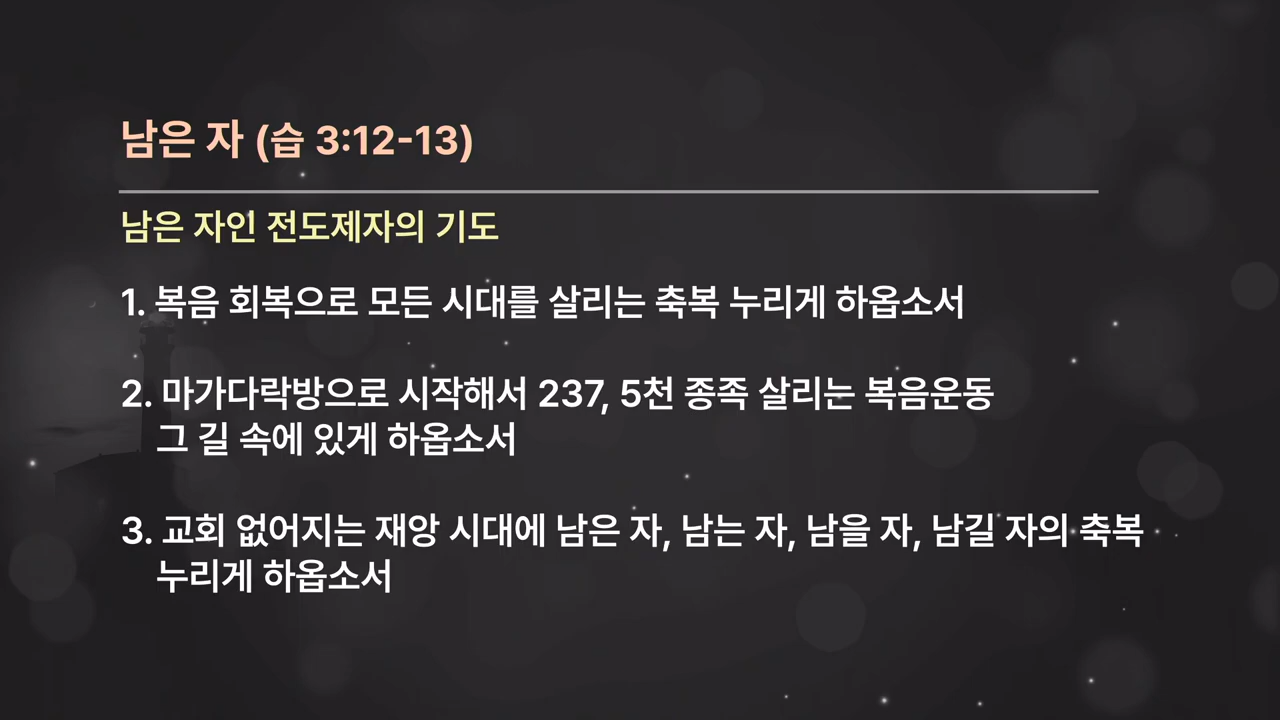 남은 자 (습 3:12-13)
남은 자인 전도제자의 기도
1. 복음 회복으로 모든 시대를 살리는 축복 누리게 하옵소서
2. 마가다락방으로 시작해서 237, 5천 종족 살리는 복음운동
그 길 속에 있게 하옵소서
3. 교회 없어지는 재앙 시대에 남은 자, 남는 자, 남을 자, 남길 자의 축복
누리게 하옵소서